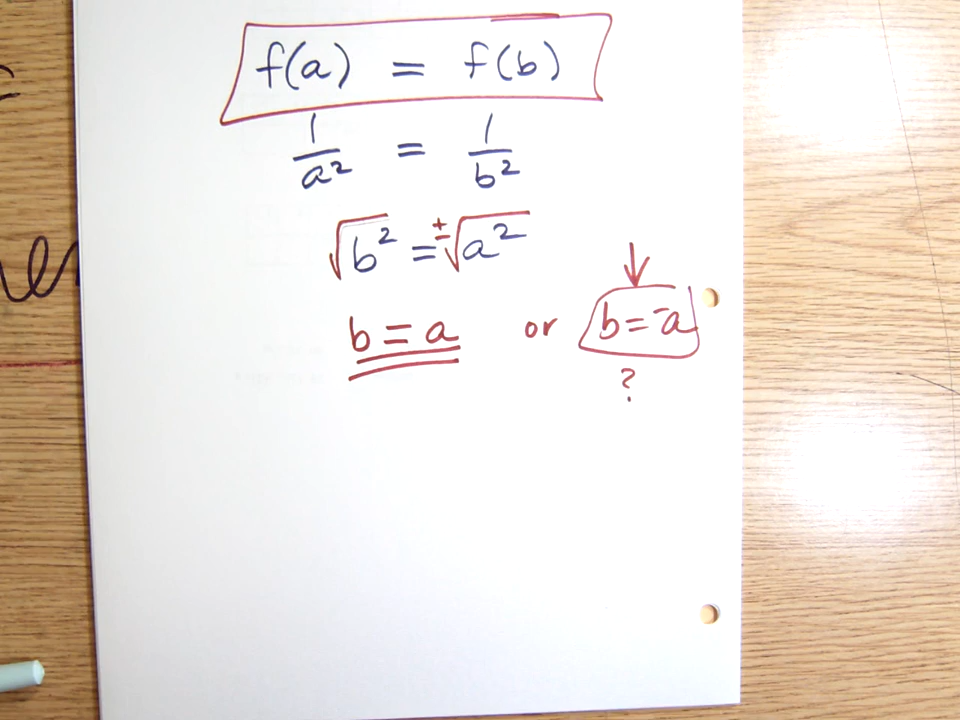 f(a) = f(b)
1/a² = 1/b²
√b² = ±√a²
b = a or b = -a
?